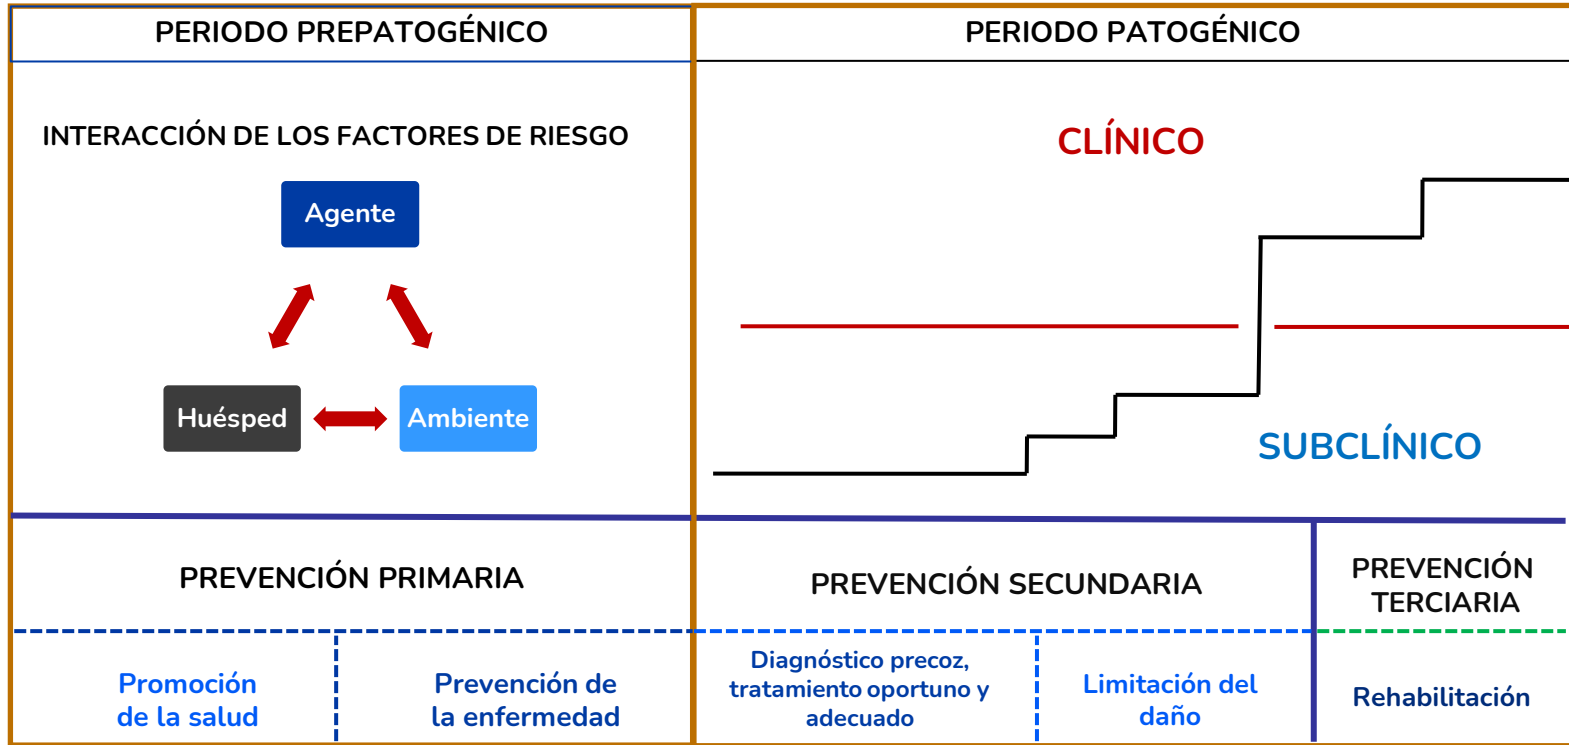 PERIODO PREPATOGÉNICO
PERIODO PATOGÉNICO
INTERACCIÓN DE LOS FACTORES DE RIESGO
Agente
Huésped
Ambiente
CLÍNICO
SUBCLÍNICO
PREVENCIÓN PRIMARIA
PREVENCIÓN SECUNDARIA
PREVENCIÓN
TERCIARIA
Promoción
de la salud
Prevención de
la enfermedad
Diagnóstico precoz,
tratamiento oportuno y
adecuado
Limitación del
daño
Rehabilitación